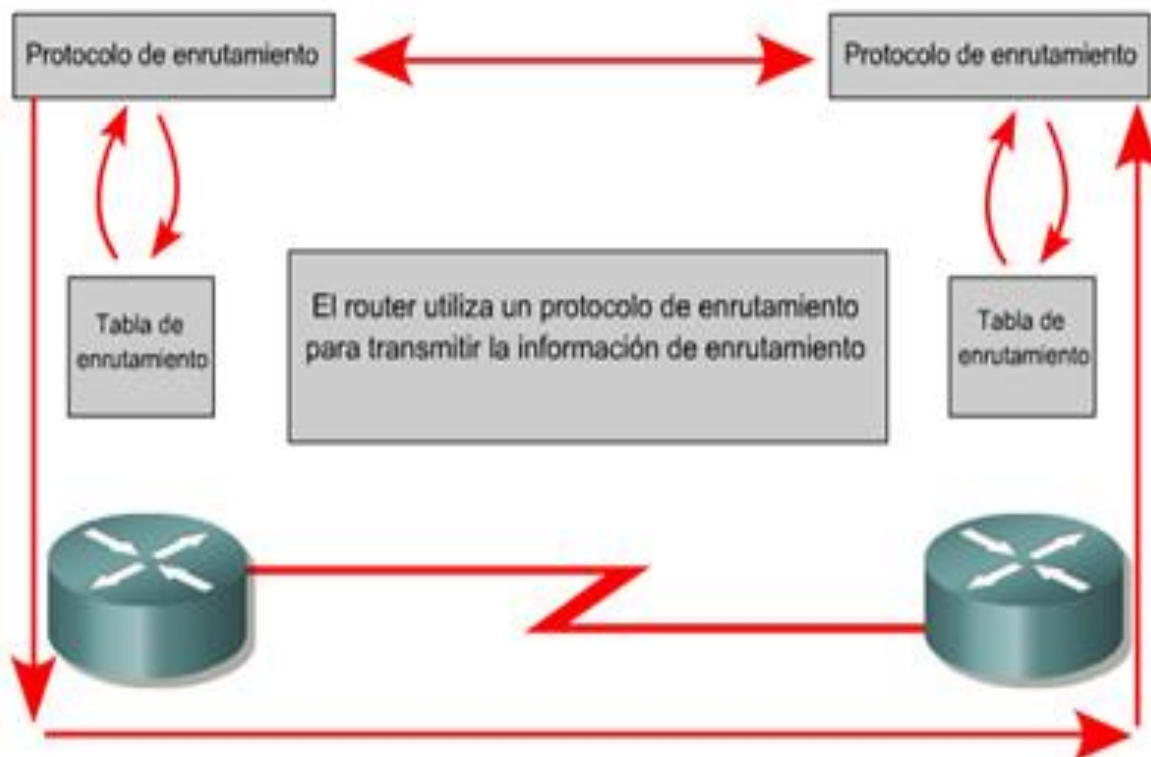 Protocolo de enrutamiento
Protocolo de enrutamiento
Tabla de
enrutamiento
El router utiliza un protocolo de enrutamiento
para transmitir la información de enrutamiento
Tabla de
enrutamiento